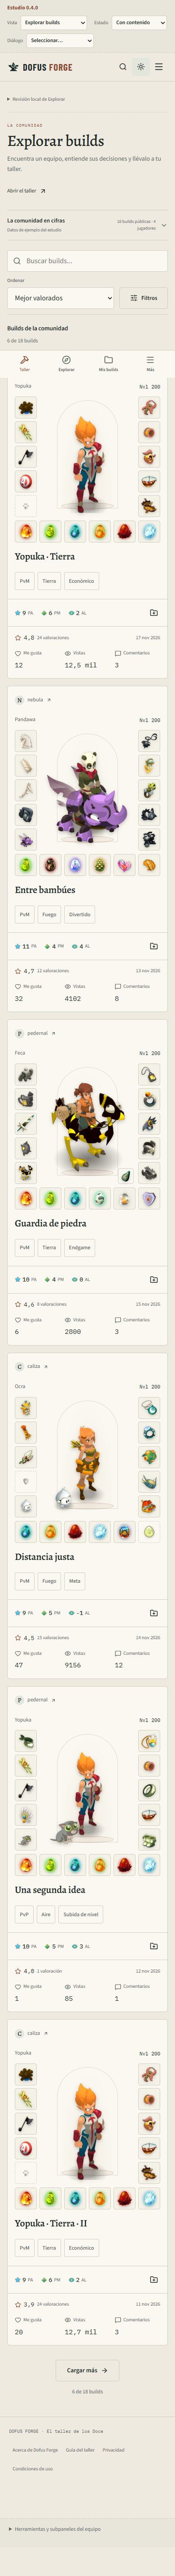 Estudio 0.4.0
Vista Explorar builds Estado Con contenido
Diálogo Seleccionar...
DOFUS FORGE
Revisión local de Explorar
LA COMUNIDAD
Explorar builds
Encuentra un equipo, entiende sus decisiones y llévalo a tu
taller.
Abrir el taller
La comunidad en cifras
Datos de ejemplo del estudio
Buscar builds...
Ordenar
Mejor valorados
Filtros
Builds de la comunidad
6 de 18 builds
Taller Explorar Mis builds Más
Yopuka Nvl 200
Yopuka · Tierra
PvM Tierra Económico
9 PA 6 PM 2 AL
4,8 24 valoraciones 17 nov 2026
Me gusta Vistas Comentarios
12 12,5 mil 3
N nebula
Pandawa Nvl 200
Entre bambúes
PvM Fuego Divertido
11 PA 4 PM 4 AL
4,7 12 valoraciones 13 nov 2026
Me gusta Vistas Comentarios
32 4102 8
P pedernal
Feca Nvl 200
Guardia de piedra
PvM Tierra Endgame
10 PA 4 PM 0 AL
4,6 9 valoraciones 15 nov 2026
Me gusta Vistas Comentarios
6 2800 3
C caliza
Ocra Nvl 200
Distancia justa
PvM Fuego Meta
9 PA 5 PM -1 AL
4,5 15 valoraciones 14 nov 2026
Me gusta Vistas Comentarios
47 9156 12
P pedernal
Yopuka Nvl 200
Una segunda idea
PvP Aire Subida de nivel
10 PA 5 PM 3 AL
4,0 1 valoración 12 nov 2026
Me gusta Vistas Comentarios
1 85 1
C caliza
Yopuka Nvl 200
Yopuka · Tierra · II
PvM Tierra Económico
9 PA 6 PM 2 AL
3,9 24 valoraciones 11 nov 2026
Me gusta Vistas Comentarios
20 12,7 mil 3
Cargar más
6 de 18 builds
DOFUS FORGE · El taller de los Doce
Acerca de Dofus Forge Guía del taller Privacidad
Condiciones de uso
Herramientas y subpaneles del equipo